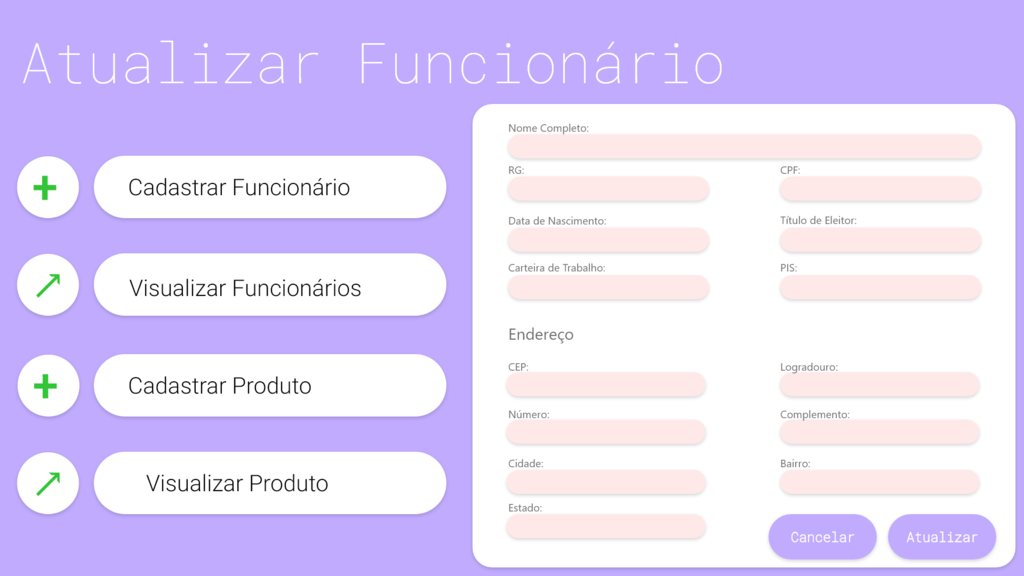 Atualizar Funcionário
Cadastrar Funcionário
Visualizar Funcionários
Cadastrar Produto
Visualizar Produto
Nome Completo:
RG:
CPF:
Data de Nascimento:
Título de Eleitor:
Carteira de Trabalho:
PIS:
Endereço
CEP:
Logradouro:
Número:
Complemento:
Cidade:
Bairro:
Estado:
Cancelar
Atualizar